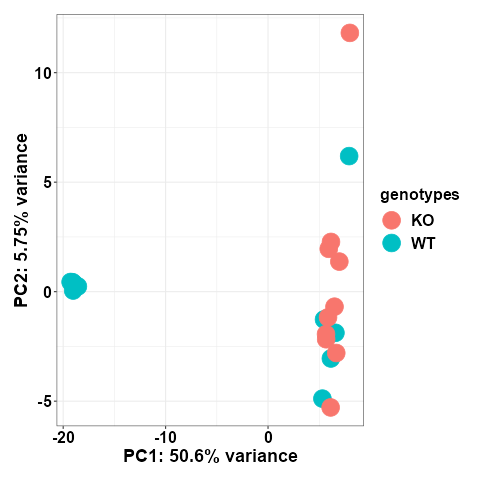 10
5
0
-5
PC2: 5.75% variance
-20
-10
0
PC1: 50.6% variance
genotypes
KO
WT